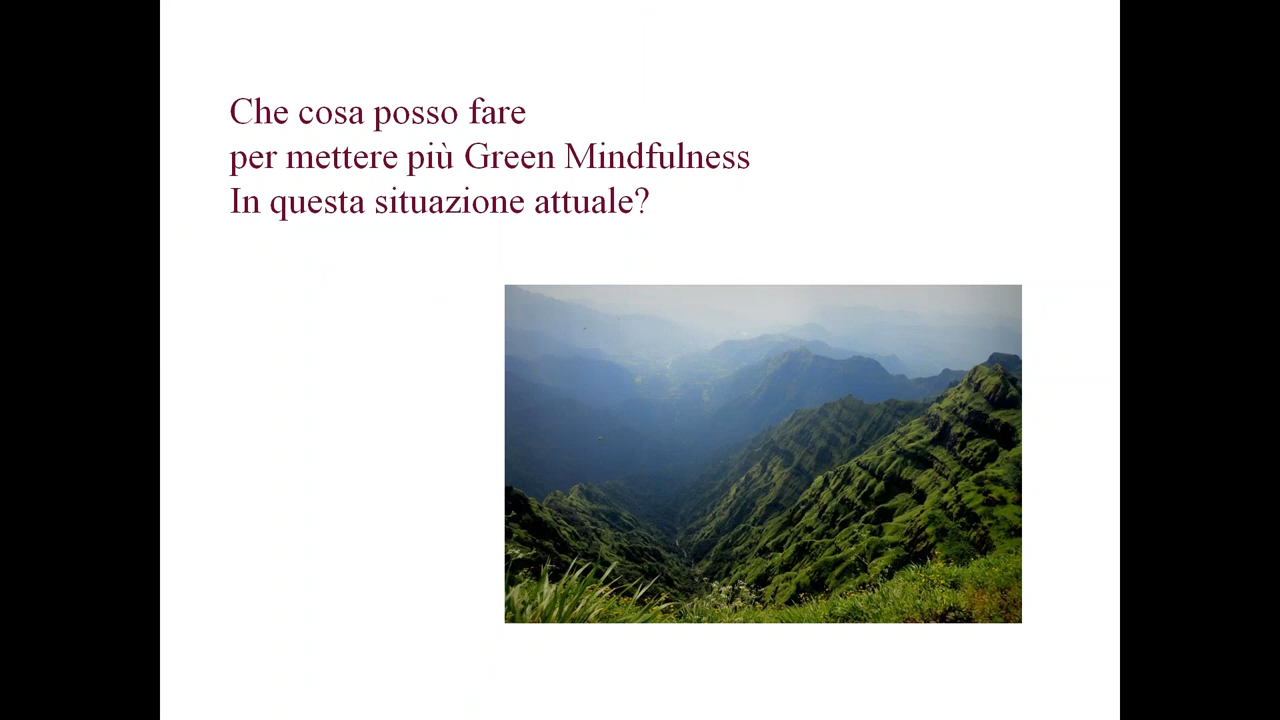 Che cosa posso fare
per mettere più Green Mindfulness
In questa situazione attuale?